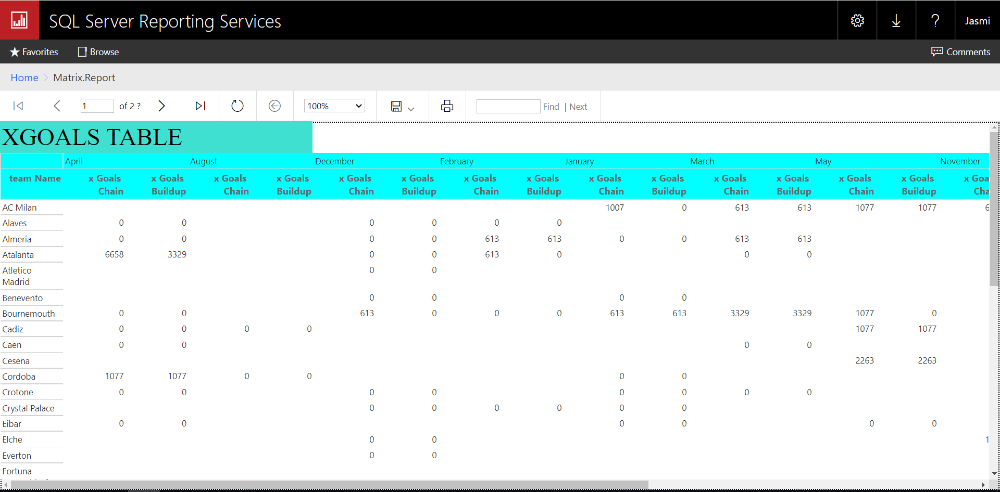 SQL Server Reporting Services
Jasmi
Favorites Browse Comments
Home > Matrix.Report
1 of 2 ? 100% Find | Next
XGOALS TABLE
April August December February January March May November
team Name x Goals Chain x Goals Buildup x Goals Chain x Goals Buildup x Goals Chain x Goals Buildup x Goals Chain x Goals Buildup x Goals Chain x Goals Buildup x Goals Chain x Goals Buildup x Goals Chain x Goals Buildup x Goa Cha
AC Milan 1007 0 613 613 1077 1077 6
Alaves 0 0 0 0 0 0
Almeria 0 0 0 0 613 613 0 0 613 613
Atalanta 6658 3329 0 0 613 0 0 0
Atletico Madrid 0 0
Benevento 0 0 0 0
Bournemouth 0 0 613 0 0 0 613 613 3329 3329 1077 0
Cadiz 0 0 0 0 1077 1077
Caen 0 0 0 0
Cesena 2263 2263
Cordoba 1077 1077 0 0 0 0
Crotone 0 0 0 0 0 0 0 0
Crystal Palace 0 0 0 0 0 0
Eibar 0 0 0 0 0 0
Elche 0 0 1
Everton 0 0
Fortuna